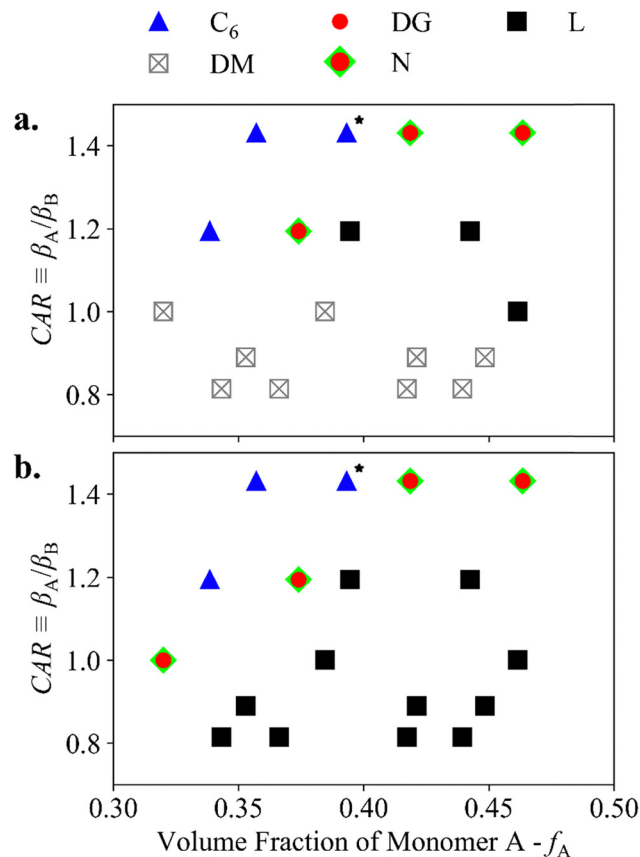 C₆ DG L
DM N
a.
1.4
1.2
1.0
0.8
CAR ≡ βA/βB
b.
1.4
1.2
1.0
0.8
CAR ≡ βA/βB
0.30 0.35 0.40 0.45 0.50
Volume Fraction of Monomer A - fA